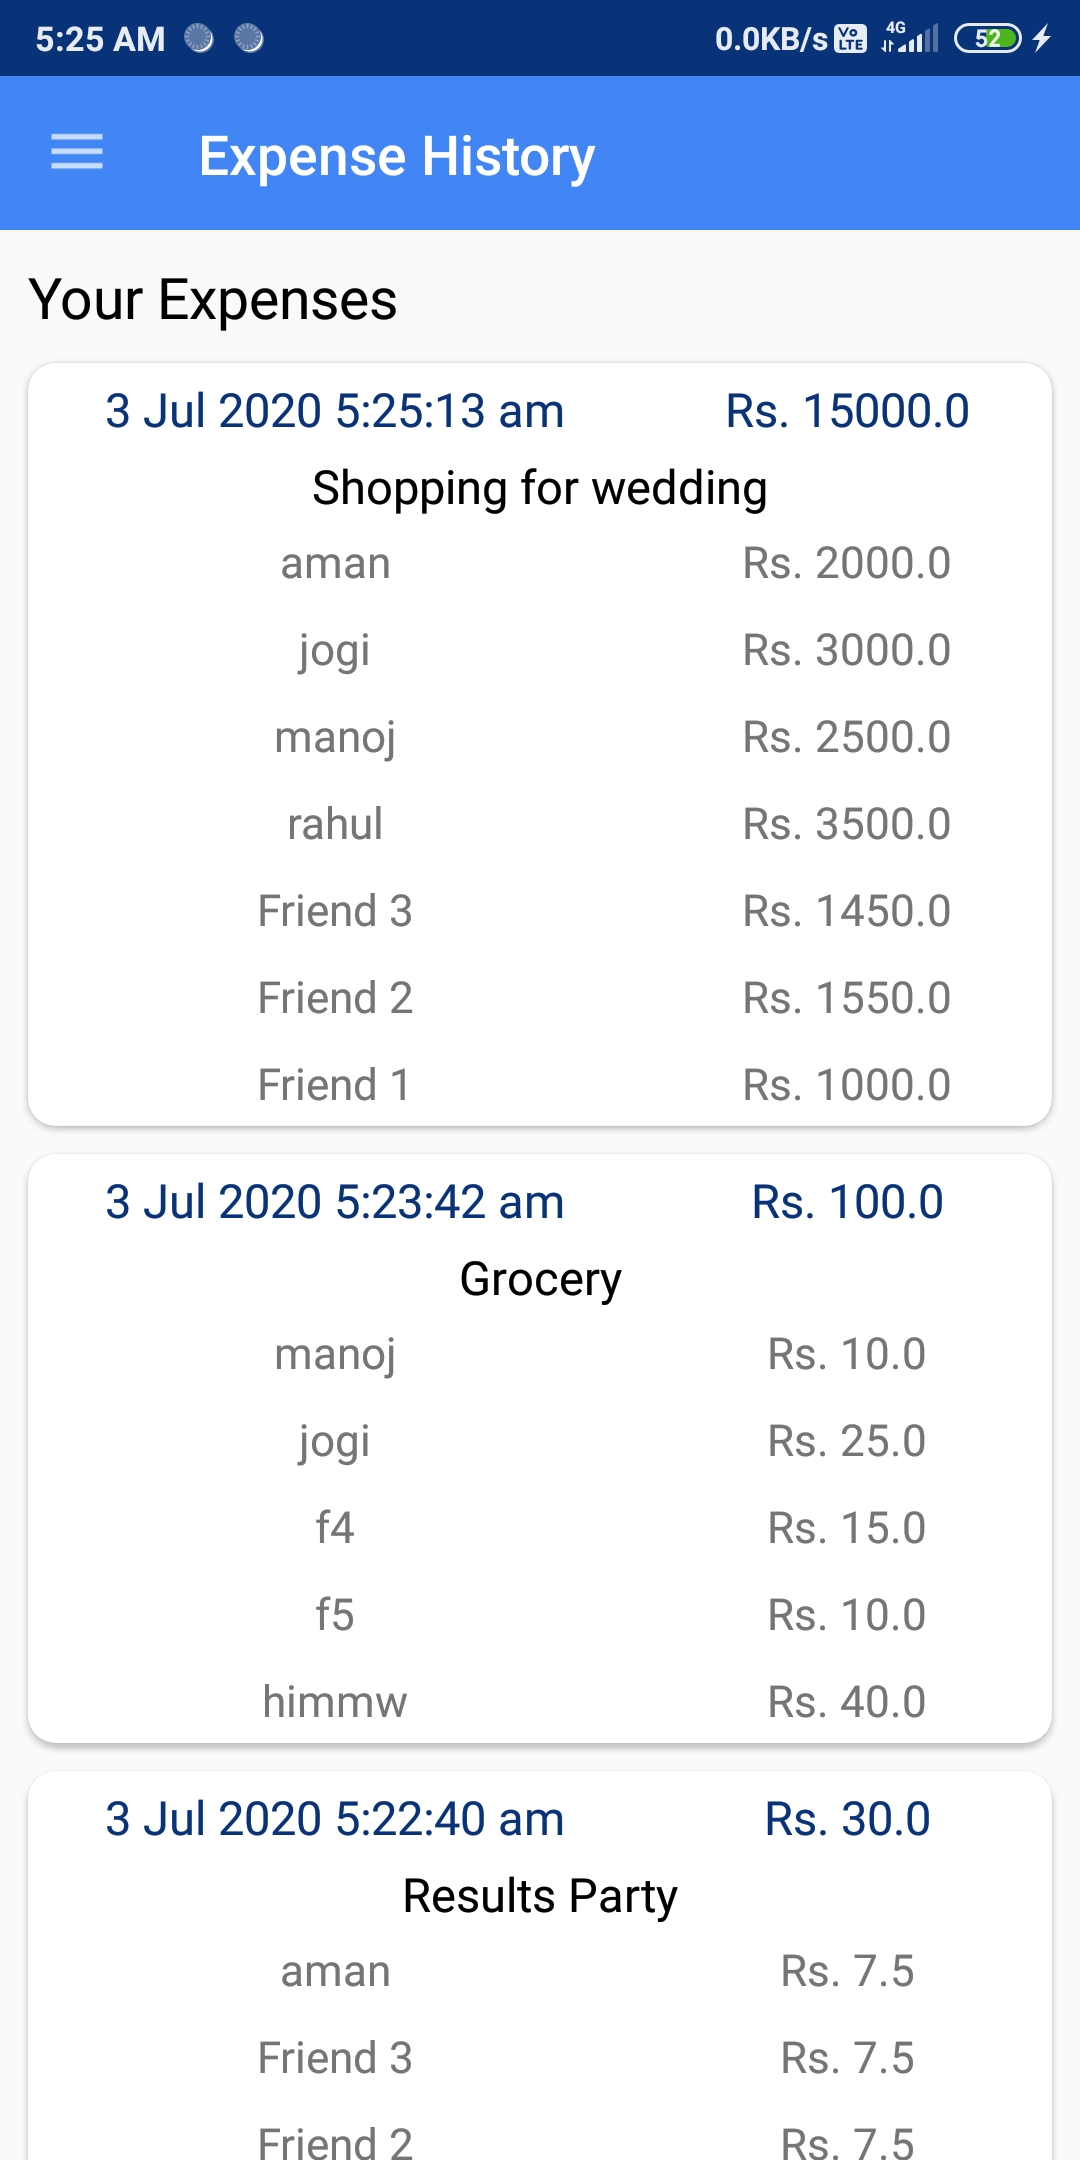 5:25 AM 0.0KB/s Vo LTE 4G 52
Expense History
Your Expenses
3 Jul 2020 5:25:13 am Rs. 15000.0
Shopping for wedding
aman Rs. 2000.0
jogi Rs. 3000.0
manoj Rs. 2500.0
rahul Rs. 3500.0
Friend 3 Rs. 1450.0
Friend 2 Rs. 1550.0
Friend 1 Rs. 1000.0
3 Jul 2020 5:23:42 am Rs. 100.0
Grocery
manoj Rs. 10.0
jogi Rs. 25.0
f4 Rs. 15.0
f5 Rs. 10.0
himmw Rs. 40.0
3 Jul 2020 5:22:40 am Rs. 30.0
Results Party
aman Rs. 7.5
Friend 3 Rs. 7.5
Friend 2 Rs. 7.5